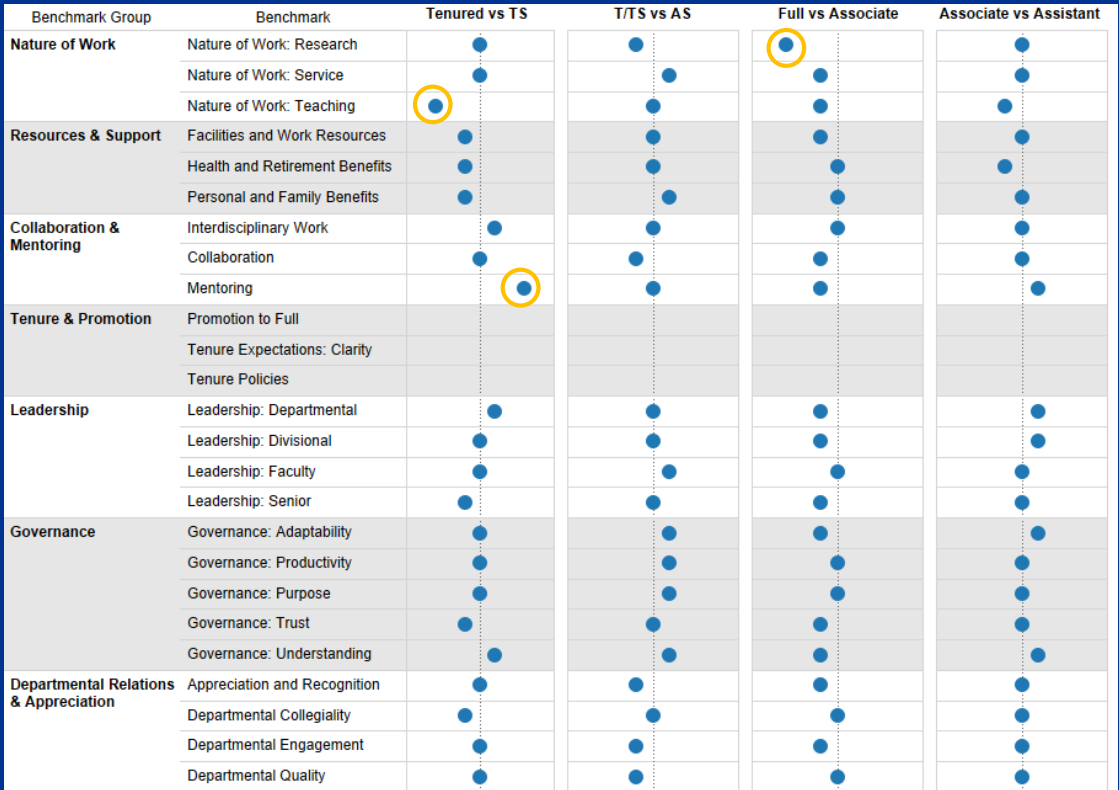 Benchmark Group Benchmark Tenured vs TS T/TS vs AS Full vs Associate Associate vs Assistant
Nature of Work Nature of Work: Research
Nature of Work: Service
Nature of Work: Teaching
Resources & Support Facilities and Work Resources
Health and Retirement Benefits
Personal and Family Benefits
Collaboration & Interdisciplinary Work
Mentoring
Collaboration
Mentoring
Tenure & Promotion Promotion to Full
Tenure Expectations: Clarity
Tenure Policies
Leadership Leadership: Departmental
Leadership: Divisional
Leadership: Faculty
Leadership: Senior
Governance Governance: Adaptability
Governance: Productivity
Governance: Purpose
Governance: Trust
Governance: Understanding
Departmental Relations Appreciation and Recognition
& Appreciation
Departmental Collegiality
Departmental Engagement
Departmental Quality